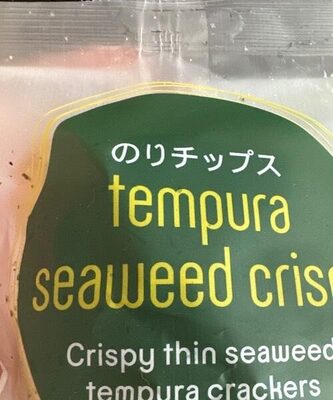 のりチップス
tempura
seaweed cris
Crispy thin seaweed
tempura crackers